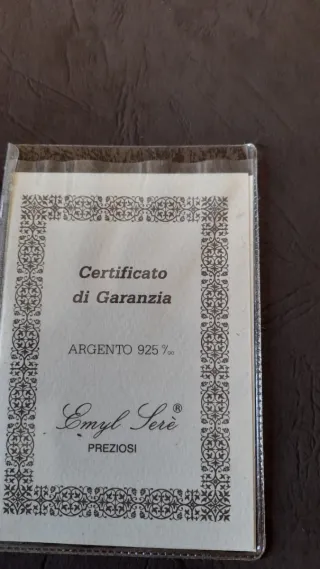 Certificato
di Garanzia
ARGENTO 925 ‰
Emyl Serè ®
PREZIOSI